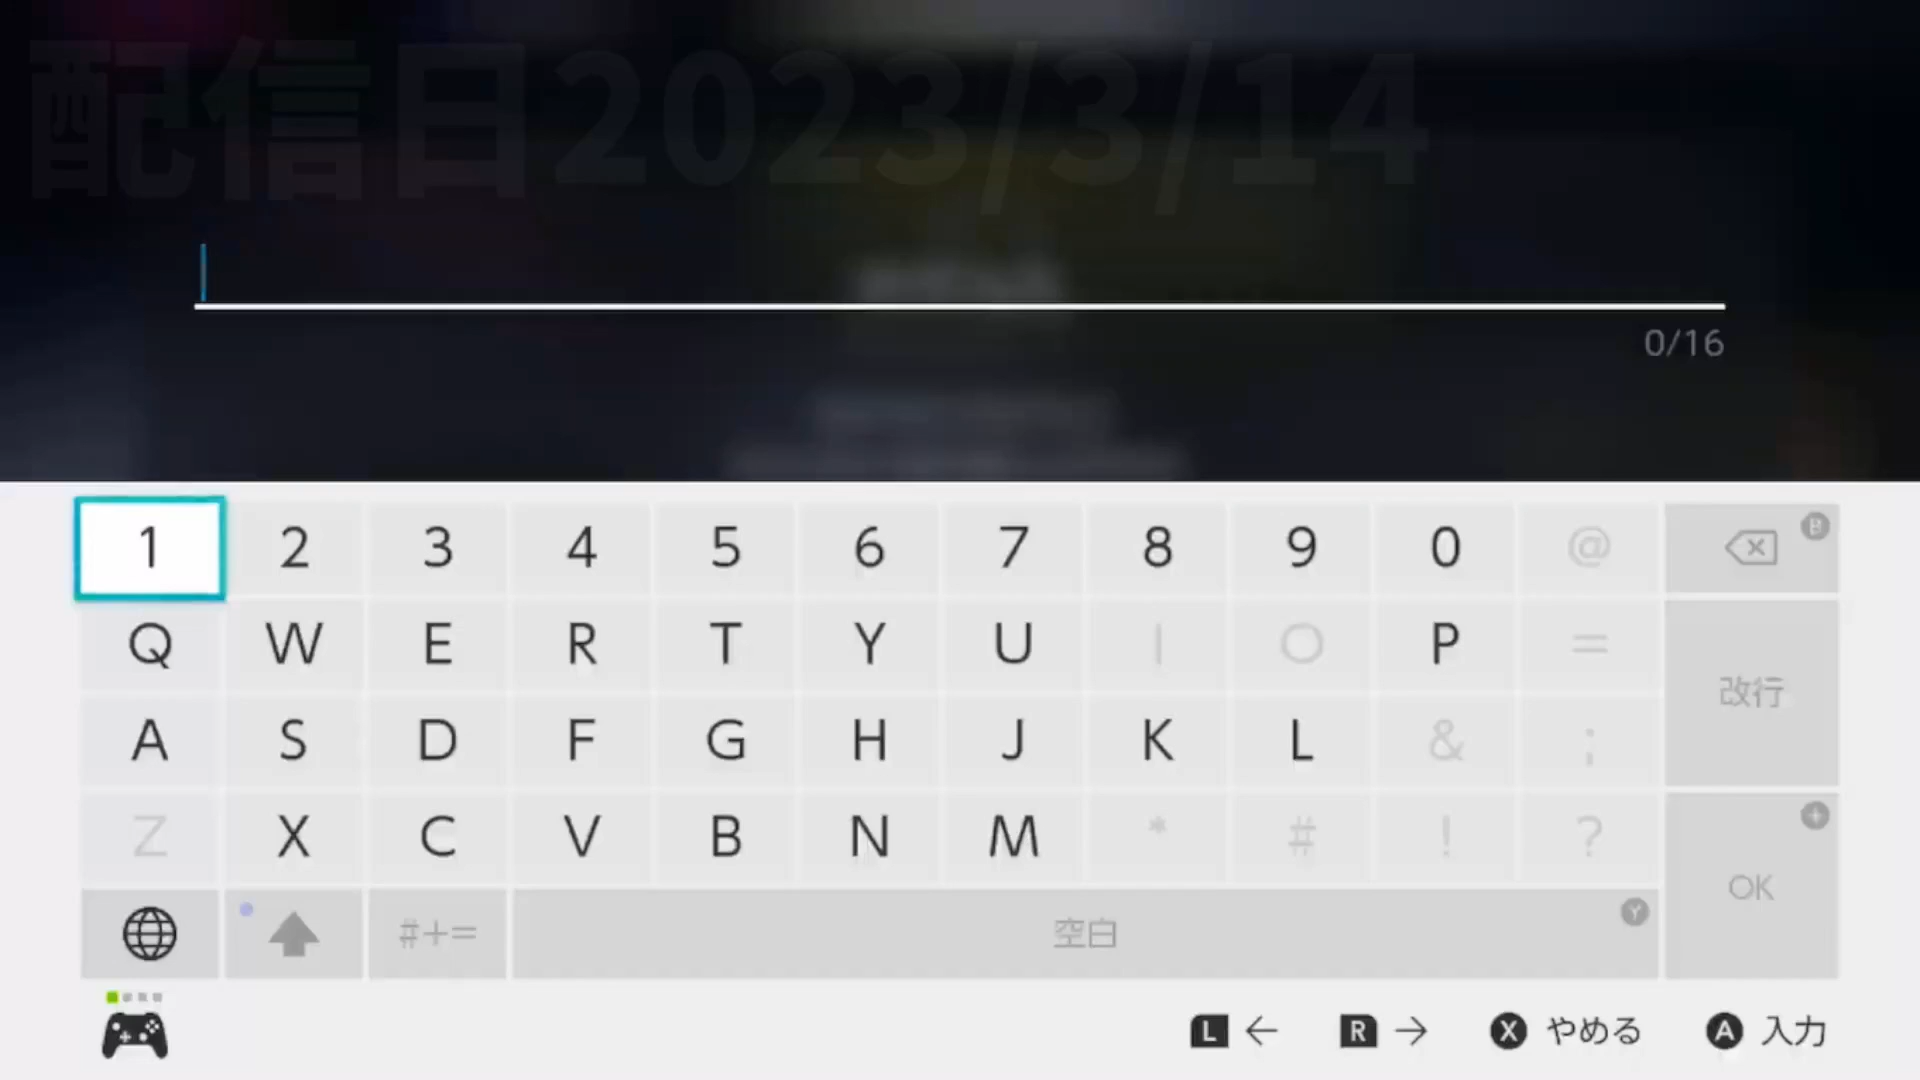 配信日2023/3/14
0/16
1 2 3 4 5 6 7 8 9 0 @ B
Q W E R T Y U I O P = 改行
A S D F G H J K L & ;
Z X C V B N M * # ! ? OK
#+= 空白 Y
L ← R → X やめる A 入力